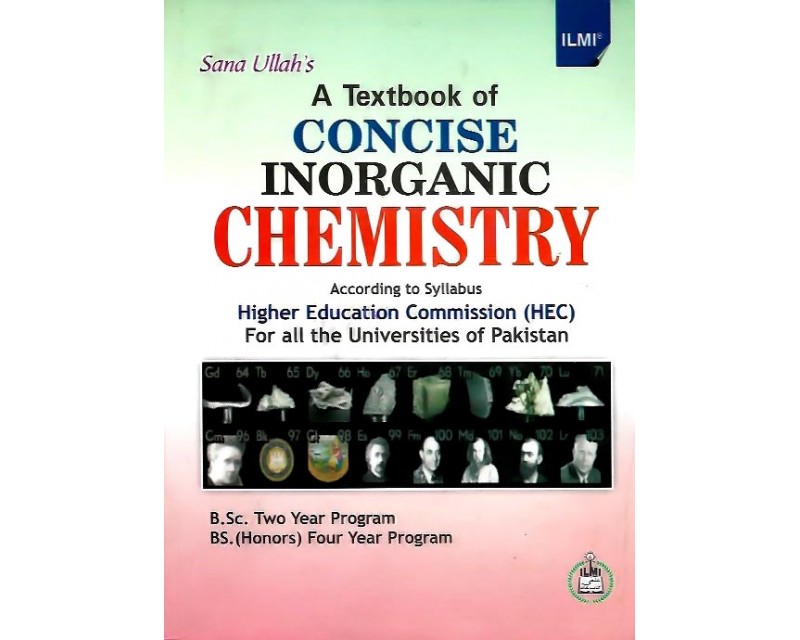 ILMI®
Sana Ullah's
A Textbook of
CONCISE
INORGANIC
CHEMISTRY
According to Syllabus
Higher Education Commission (HEC)
For all the Universities of Pakistan
Gd 64 Tb 65 Dy 66 Ho 67 Er 68 Tm 69 Yb 70 Lu 71
Cm 96 Bk 97 Cf 98 Es 99 Fm 100 Md 101 No 102 Lr 103
B.Sc. Two Year Program
BS.(Honors) Four Year Program
ILMI